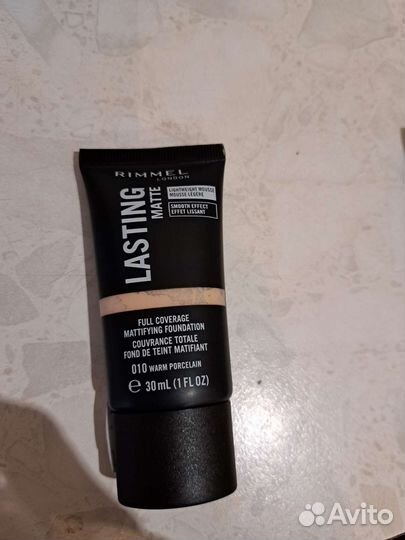 RIMMEL
LONDON
LASTING
MATTE
LIGHTWEIGHT MOUSSE
MOUSSE LÉGÈRE
SMOOTH EFFECT
EFFET LISSANT
FULL COVERAGE
MATTIFYING FOUNDATION
COUVRANCE TOTALE
FOND DE TEINT MATIFIANT
010 WARM PORCELAIN
e 30 mL (1 FL OZ)
Avito